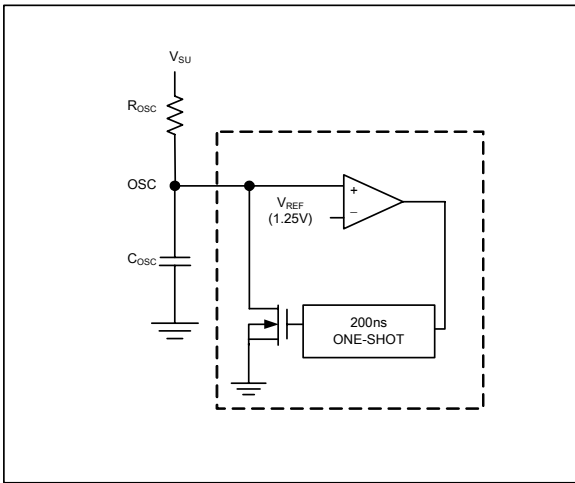 VSU
ROSC
OSC
COSC
VREF
(1.25V)
+
−
200ns
ONE-SHOT